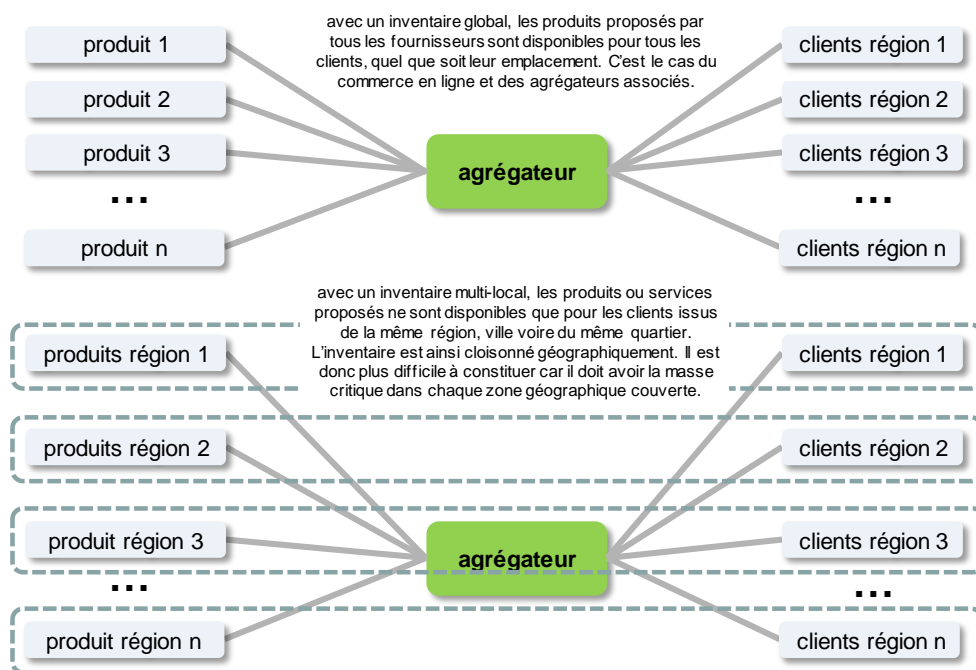 avec un inventaire global, les produits proposés par
tous les fournisseurs sont disponibles pour tous les
clients, quel que soit leur emplacement. C’est le cas du
commerce en ligne et des agrégateurs associés.
produit 1
produit 2
produit 3
...
produit n
agrégateur
clients région 1
clients région 2
clients région 3
...
clients région n
avec un inventaire multi-local, les produits ou services
proposés ne sont disponibles que pour les clients issus
de la même région, ville voire du même quartier.
L’inventaire est ainsi cloisonné géographiquement. Il est
donc plus difficile à constituer car il doit avoir la masse
critique dans chaque zone géographique couverte.
produits région 1
produits région 2
produit région 3
...
produit région n
agrégateur
clients région 1
clients région 2
clients région 3
...
clients région n